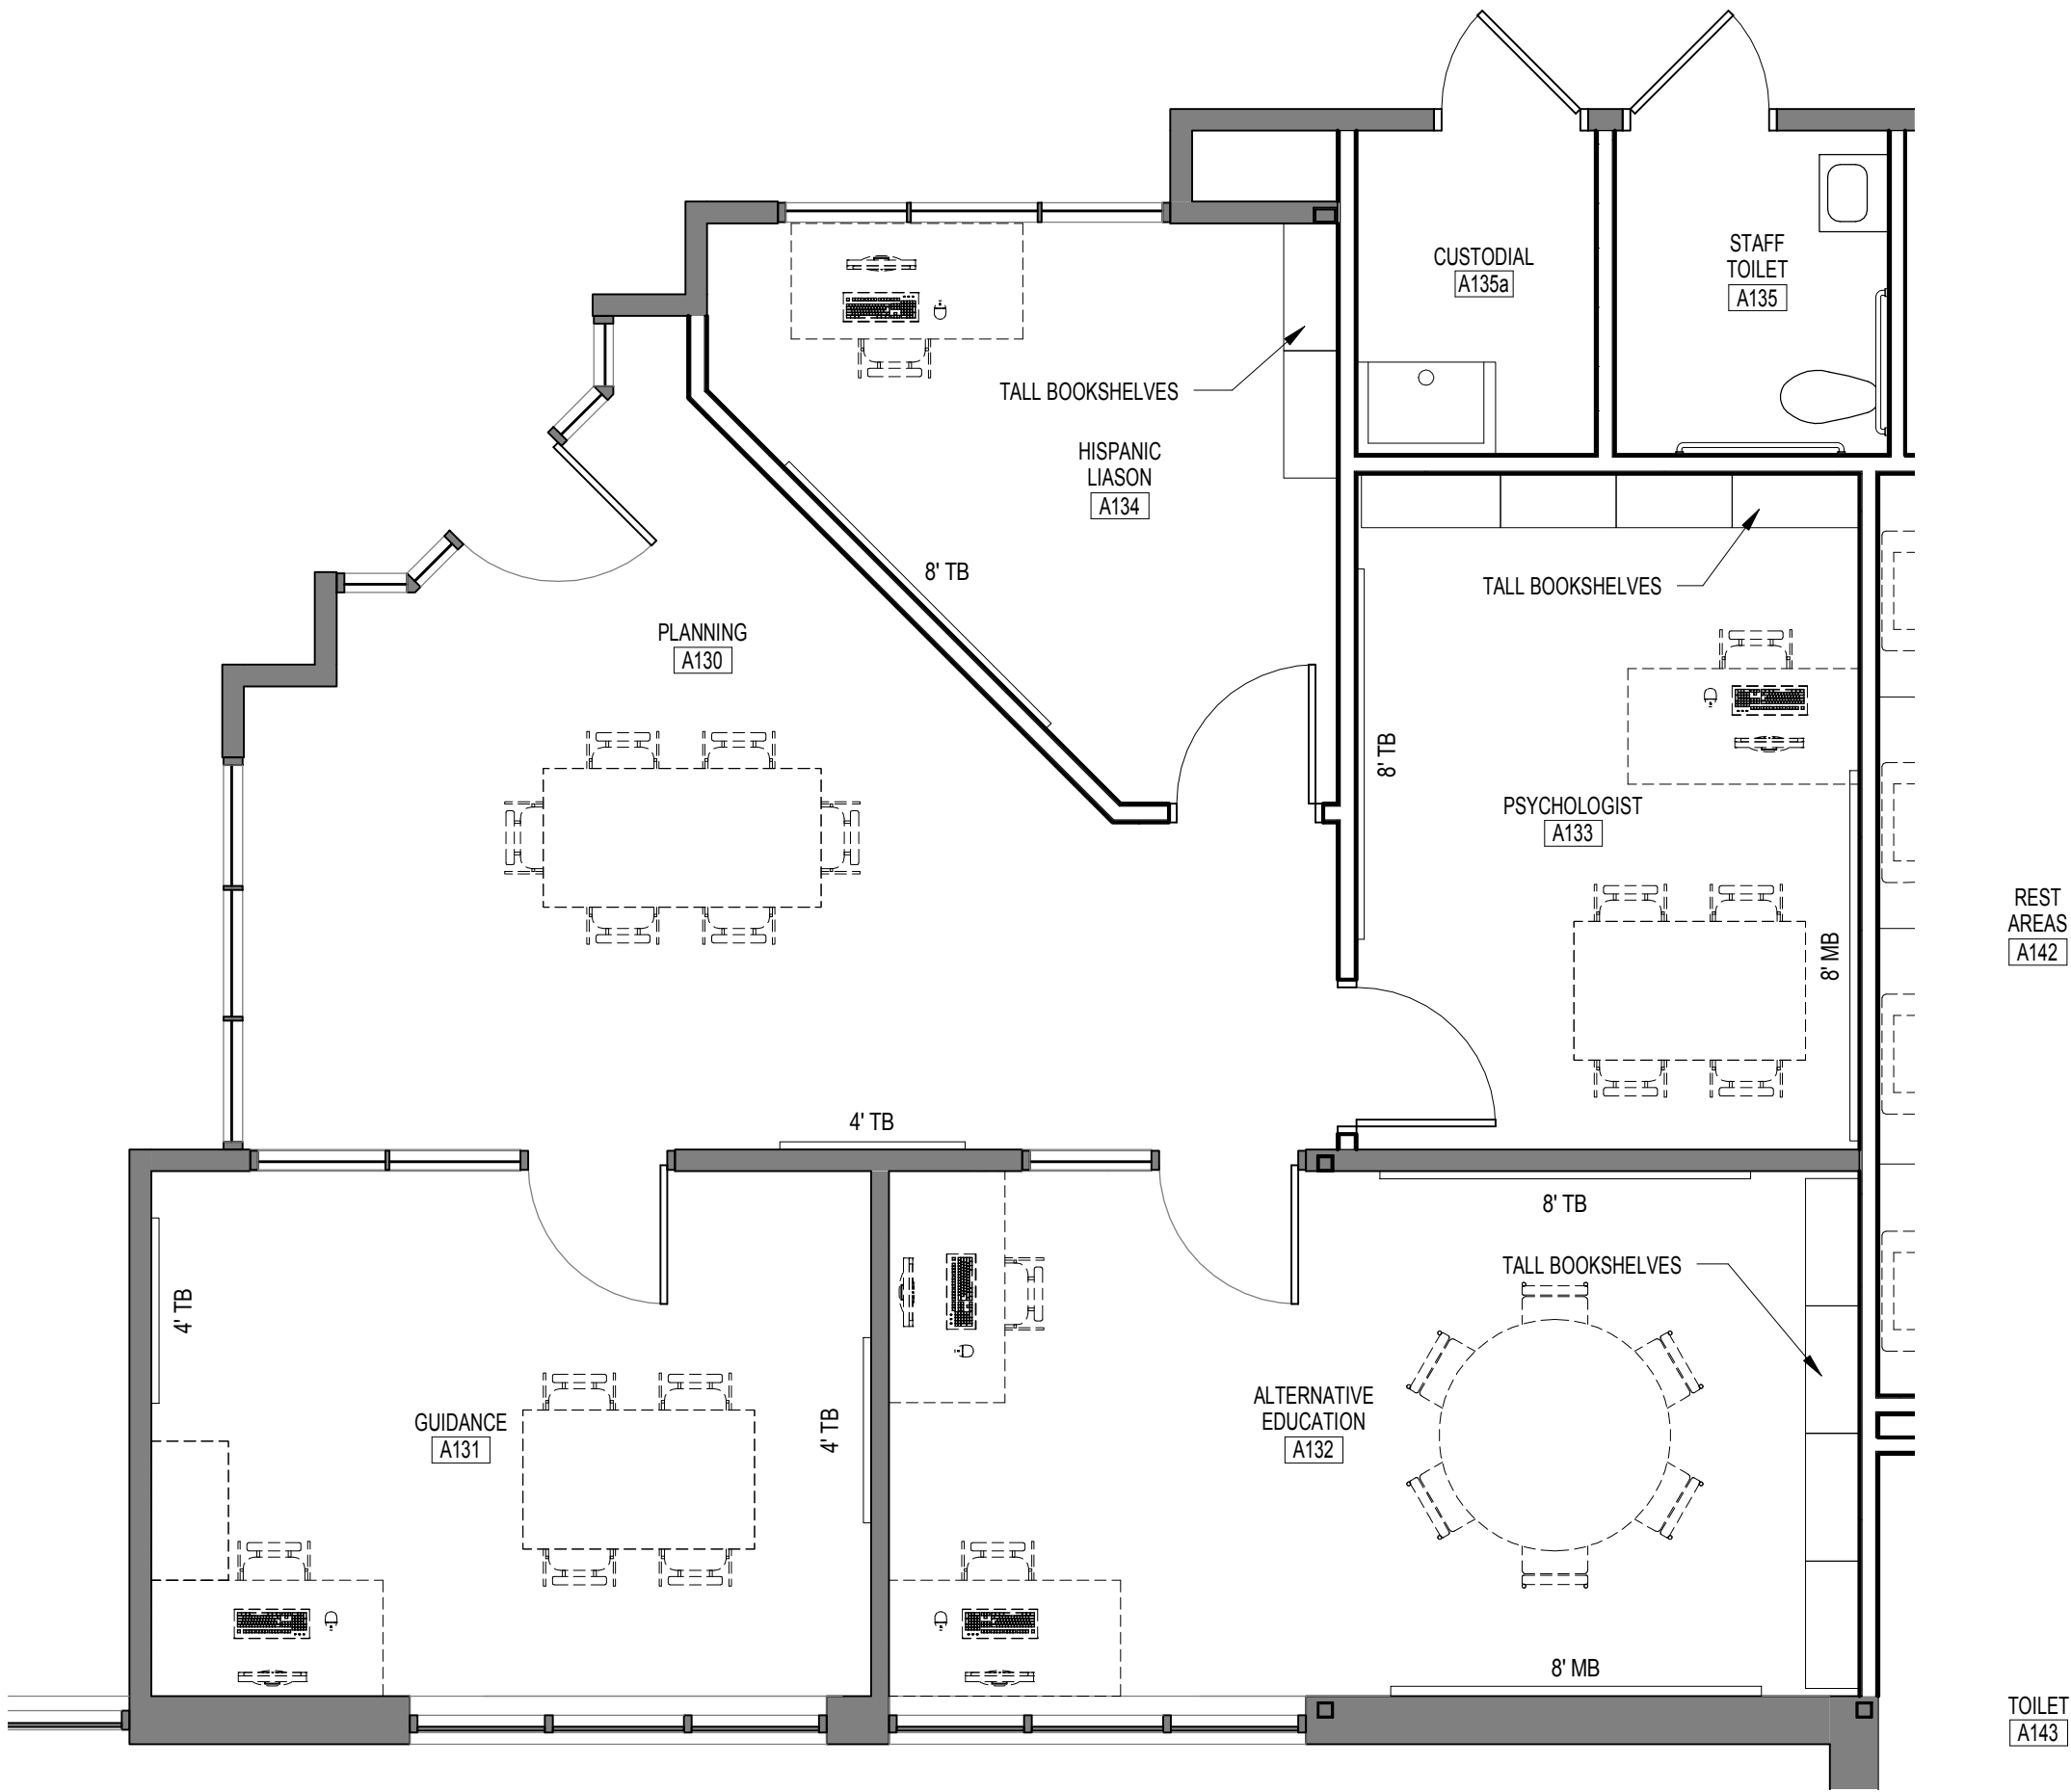 CUSTODIAL
A135a
STAFF
TOILET
A135
TALL BOOKSHELVES
HISPANIC
LIASON
A134
8' TB
TALL BOOKSHELVES
PLANNING
A130
8' TB
PSYCHOLOGIST
A133
8' MB
REST
AREAS
A142
4' TB
8' TB
TALL BOOKSHELVES
4' TB
GUIDANCE
A131
4' TB
ALTERNATIVE
EDUCATION
A132
8' MB
TOILET
A143